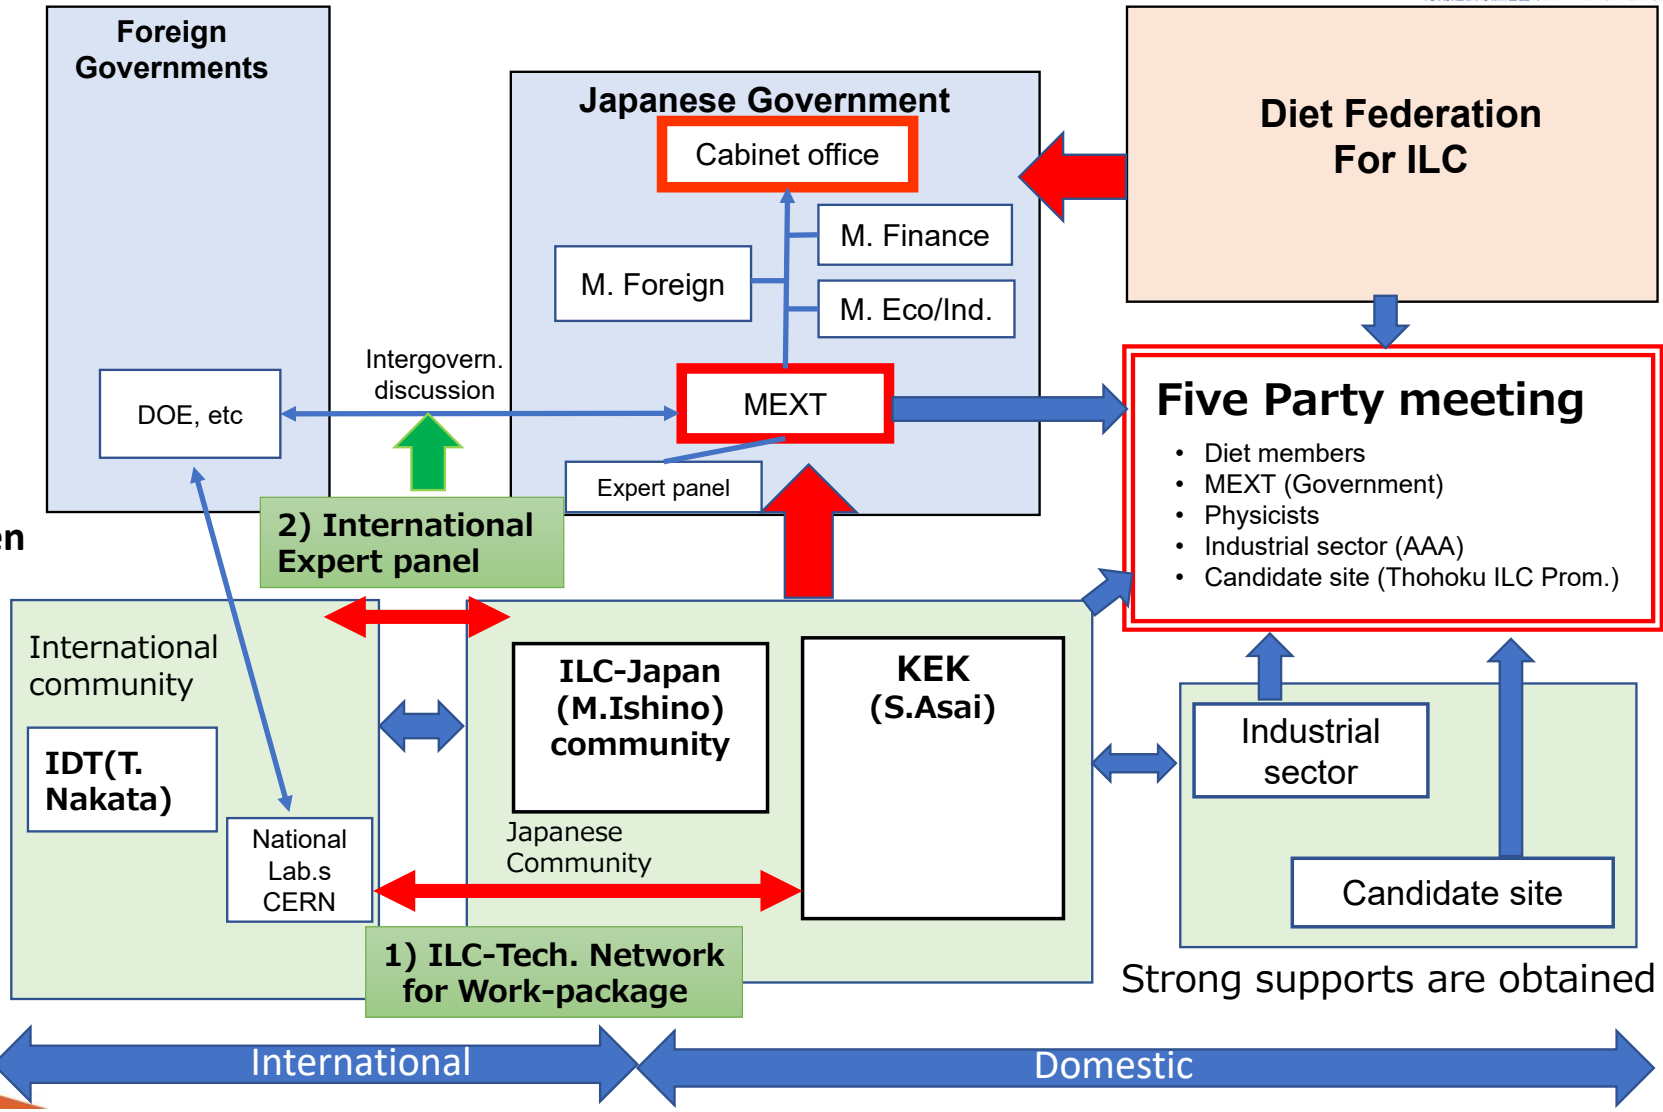 Foreign
Governments
Japanese Government
Cabinet office
M. Finance
M. Foreign
M. Eco/Ind.
Diet Federation
For ILC
Intergovern.
discussion
DOE, etc
MEXT
Expert panel
Five Party meeting
• Diet members
• MEXT (Government)
• Physicists
• Industrial sector (AAA)
• Candidate site (Thohoku ILC Prom.)
2) International
Expert panel
en
International
community
IDT(T.
Nakata)
National
Lab.s
CERN
ILC-Japan
(M.Ishino)
community
KEK
(S.Asai)
Japanese
Community
Industrial
sector
Candidate site
1) ILC-Tech. Network
for Work-package
Strong supports are obtained
International
Domestic